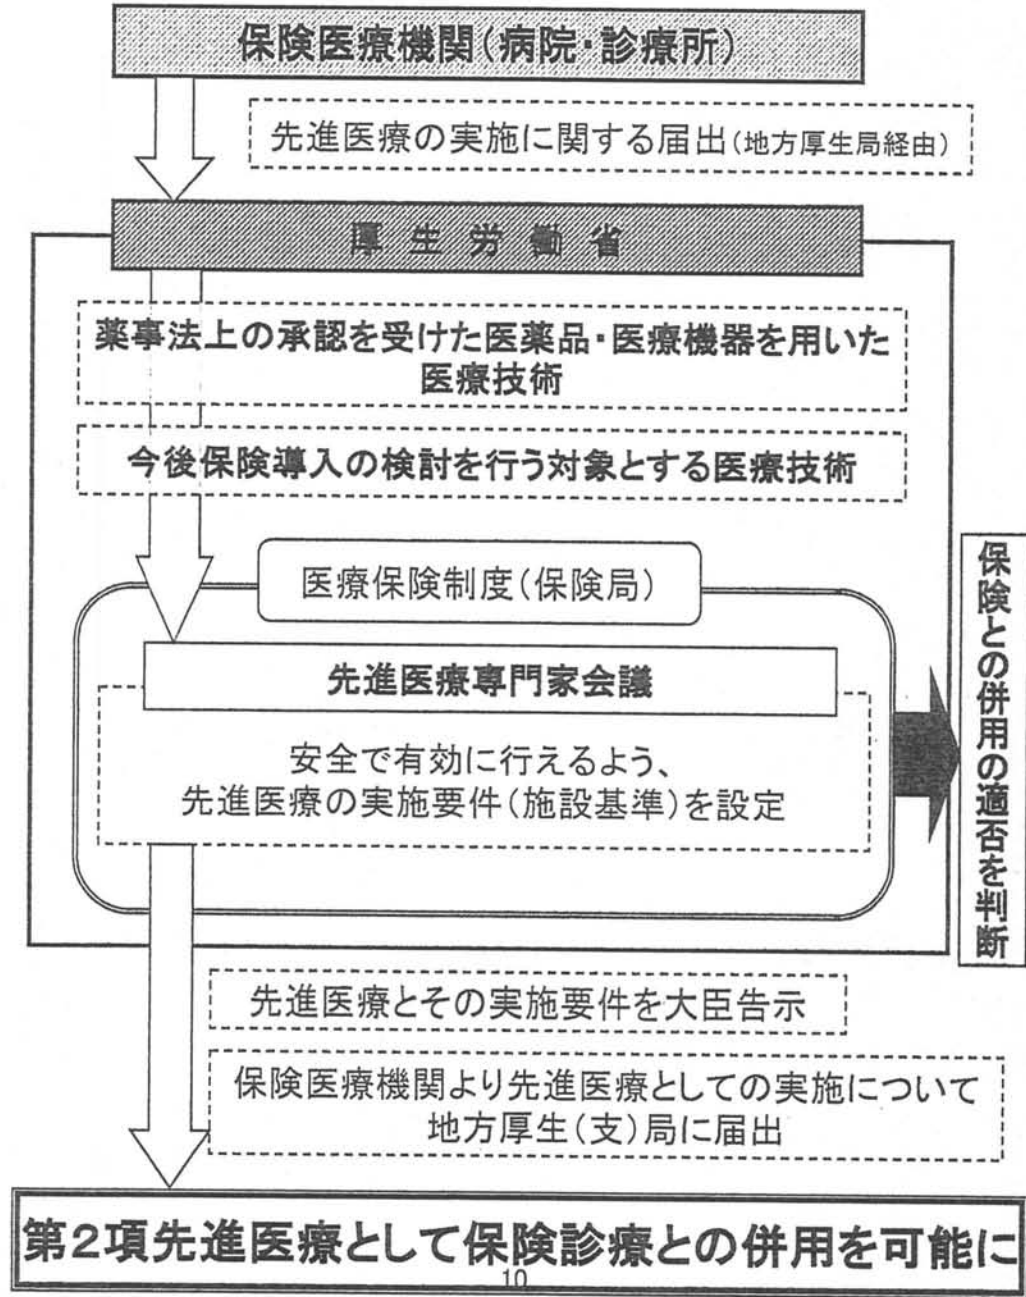 保険医療機関(病院・診療所)
先進医療の実施に関する届出(地方厚生局経由)
厚生労働省
薬事法上の承認を受けた医薬品・医療機器を用いた
医療技術
今後保険導入の検討を行う対象とする医療技術
医療保険制度(保険局)
先進医療専門家会議
安全で有効に行えるよう、
先進医療の実施要件(施設基準)を設定
保険との併用の適否を判断
先進医療とその実施要件を大臣告示
保険医療機関より先進医療としての実施について
地方厚生(支)局に届出
第2項先進医療として保険診療との併用を可能に
10